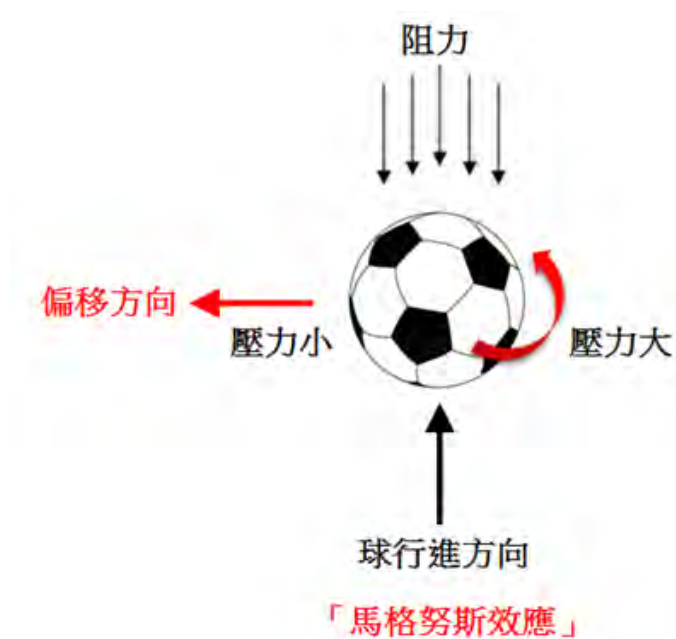 阻力
偏移方向
壓力小
壓力大
球行進方向
「馬格努斯效應」